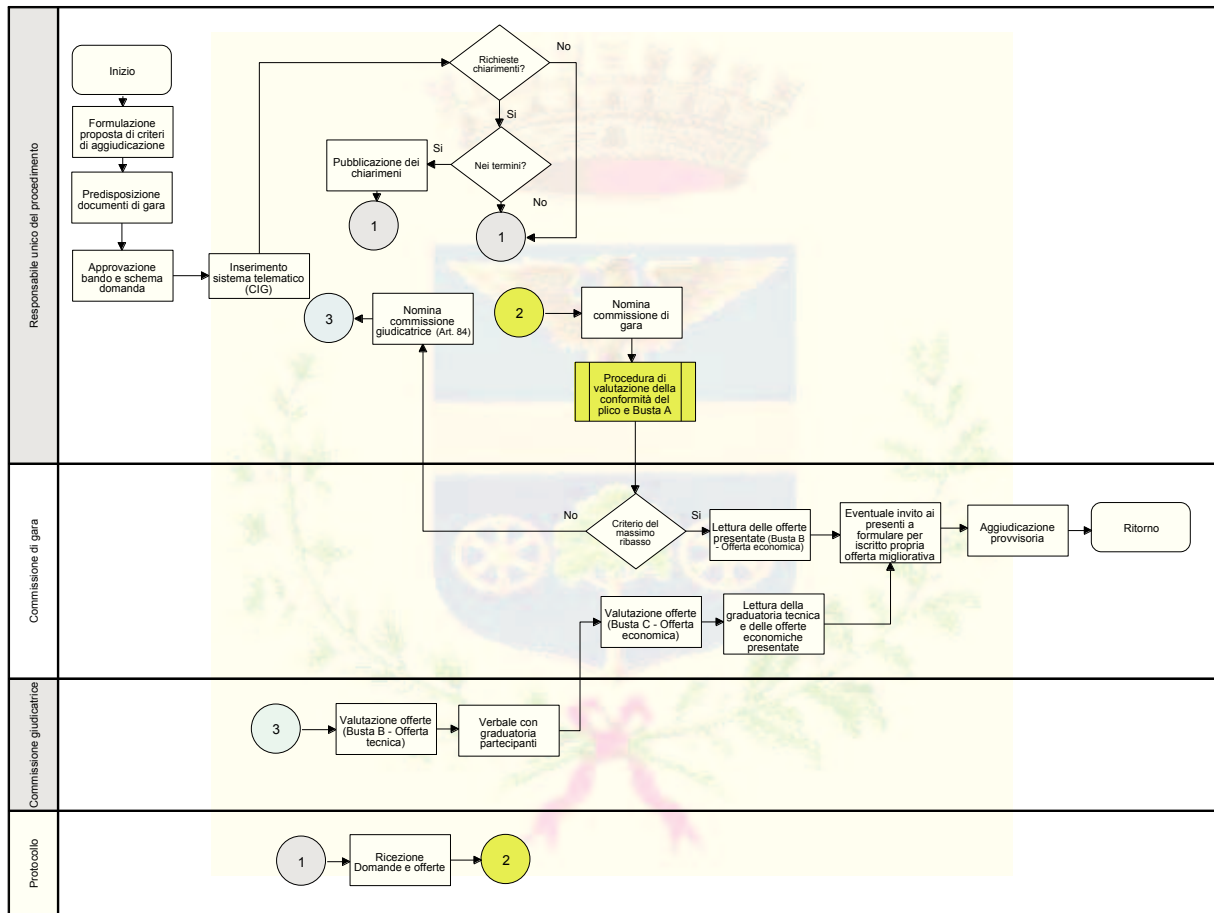 Responsabile unico del procedimento
Inizio
Formulazione
proposta di criteri
di aggiudicazione
Predisposizione
documenti di gara
Approvazione
bando e schema
domanda
Inserimento
sistema telematico
(CIG)
Richieste
chiarimenti?
No
Si
Nei termini?
Si
No
Pubblicazione dei
chiarimeni
1
1
3
Nomina
commissione
giudicatrice (Art. 84)
2
Nomina
commissione di
gara
Procedura di
valutazione della
conformità del
plico e Busta A
Commissione di gara
No
Criterio del
massimo
ribasso
Si
Lettura delle offerte
presentate (Busta B
- Offerta economica)
Eventuale invito ai
presenti a
formulare per
iscritto propria
offerta migliorativa
Aggiudicazione
provvisoria
Ritorno
Valutazione offerte
(Busta C - Offerta
economica)
Lettura della
graduatoria tecnica
e delle offerte
economiche
presentate
Commissione giudicatrice
3
Valutazione offerte
(Busta B - Offerta
tecnica)
Verbale con
graduatoria
partecipanti
Protocollo
1
Ricezione
Domande e offerte
2